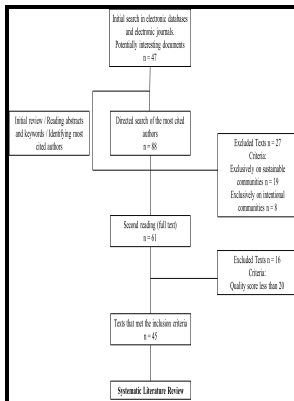 Initial search in electronic databases
and electronic journals.
Potentially interesting documents
n = 47
Initial review / Reading abstracts
and keywords / Identifying most
cited authors
Directed search of the most cited
authors
n = 88
Excluded Texts n = 27
Criteria:
Exclusively on sustainable
communities n = 19
Exclusively on intentional
communities n = 8
Second reading (full text)
n = 61
Excluded Texts n = 16
Criteria:
Quality score less than 20
Texts that met the inclusion criteria
n = 45
Systematic Literature Review